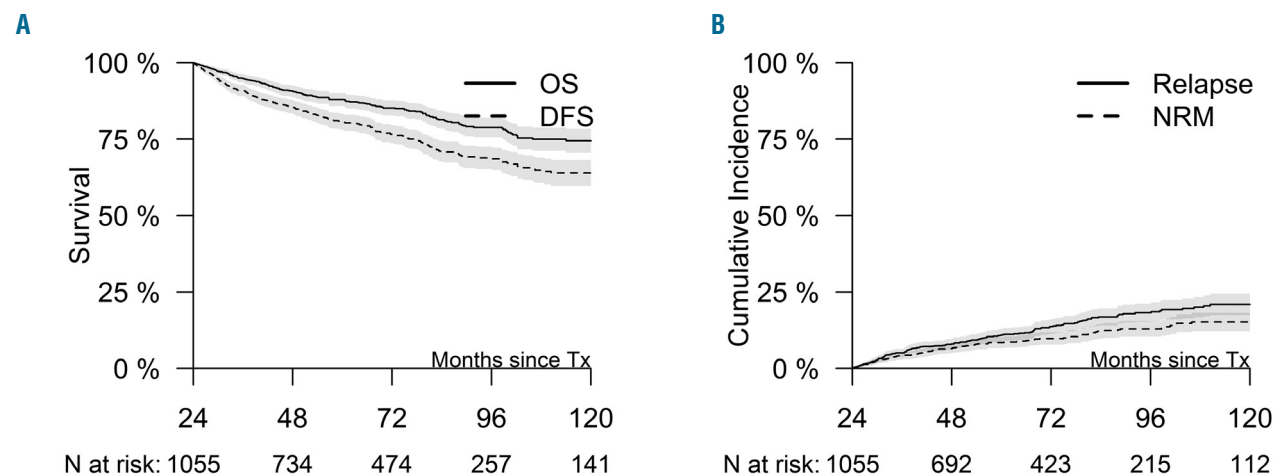 A
100 %
75 %
50 %
25 %
0 %
Survival
OS
DFS
Months since Tx
24 48 72 96 120
N at risk: 1055 734 474 257 141
B
100 %
75 %
50 %
25 %
0 %
Cumulative Incidence
Relapse
NRM
Months since Tx
24 48 72 96 120
N at risk: 1055 692 423 215 112